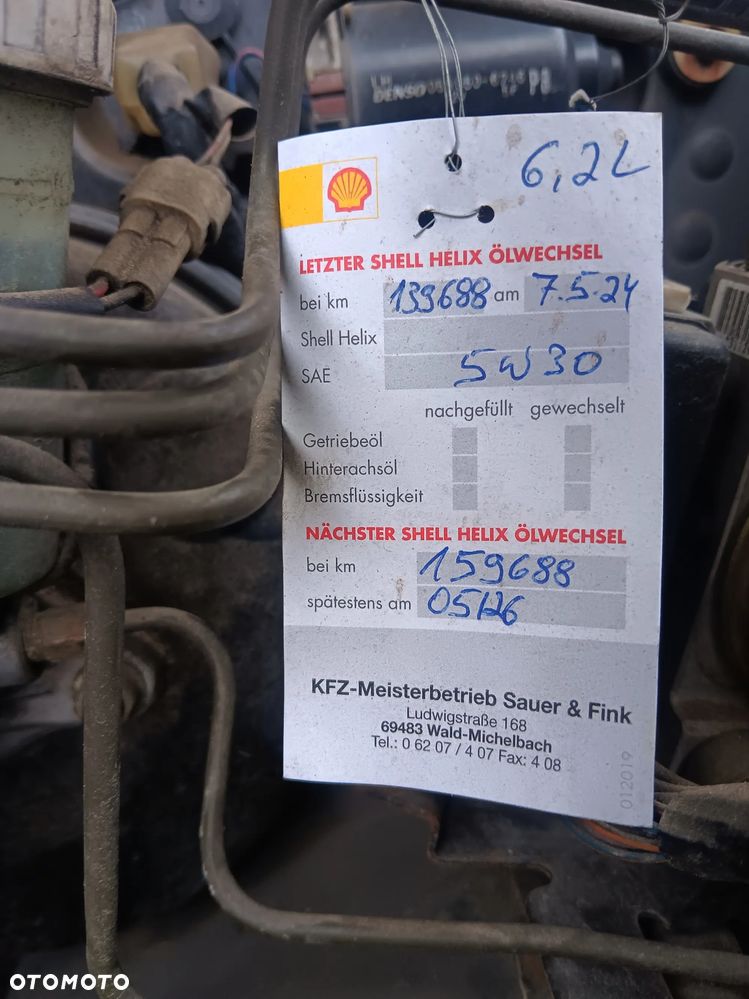 DENSO
6,2L
LETZTER SHELL HELIX ÖLWECHSEL
bei km 139688 am 7.5.24
Shell Helix
SAE 5W30
nachgefüllt gewechselt
Getriebeöl
Hinterachsöl
Bremsflüssigkeit
NÄCHSTER SHELL HELIX ÖLWECHSEL
bei km 159688
spätestens am 05/26
KFZ-Meisterbetrieb Sauer & Fink
Ludwigstraße 168
69483 Wald-Michelbach
Tel.: 0 62 07 / 4 07 Fax: 4 08
012019
OTOMOTO